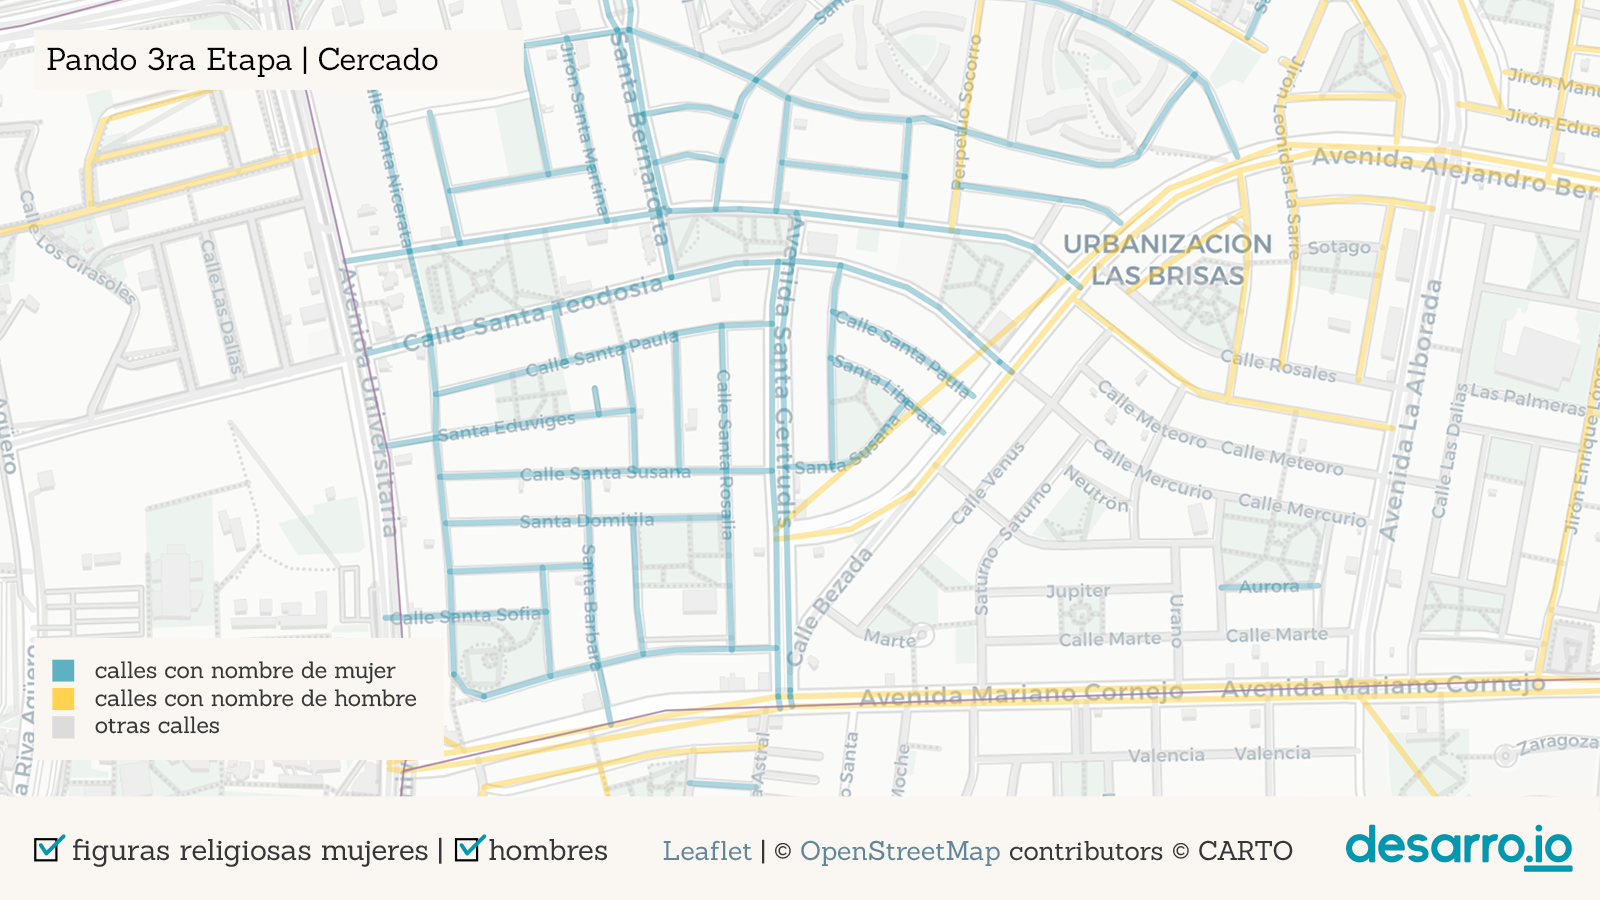 Pando 3ra Etapa | Cercado
Jirón Santa Martina
Santa Bernardita
Perpetuo Socorro
Jirón Leonidas La Sarre
Jirón Manu
Jirón Edua
Avenida Alejandro Ber
Calle Los Girasoles
Calle Las Dalias
lle Santa Nicerata
Avenida Universitaria
Calle Santa Teodosia
Avenida Santa Gertrudis
URBANIZACION
LAS BRISAS
Sotago
Calle Santa Paula
Calle Santa Paula
Santa Liberata
Calle Rosales
Avenida La Alborada
Las Palmeras
Calle Las Dalias
Jirón Enrique López
Santa Eduviges
Calle Santa Rosalia
Calle Santa Susana
Santa Susana
Calle Meteoro
Calle Meteoro
Calle Mercurio
Calle Mercurio
Neutrón
Calle Venus
Saturno
Saturno
Santa Domitila
Santa Barbara
Calle Santa Sofia
Calle Bezada
Jupiter
Urano
Aurora
Marte
Calle Marte
Calle Marte
Avenida Mariano Cornejo
Avenida Mariano Cornejo
Agüero
a Riva Agüero
Astral
o Santa
Moche
Valencia
Valencia
Zaragoza
calles con nombre de mujer
calles con nombre de hombre
otras calles
figuras religiosas mujeres | hombres
Leaflet | © OpenStreetMap contributors © CARTO
desarro.io